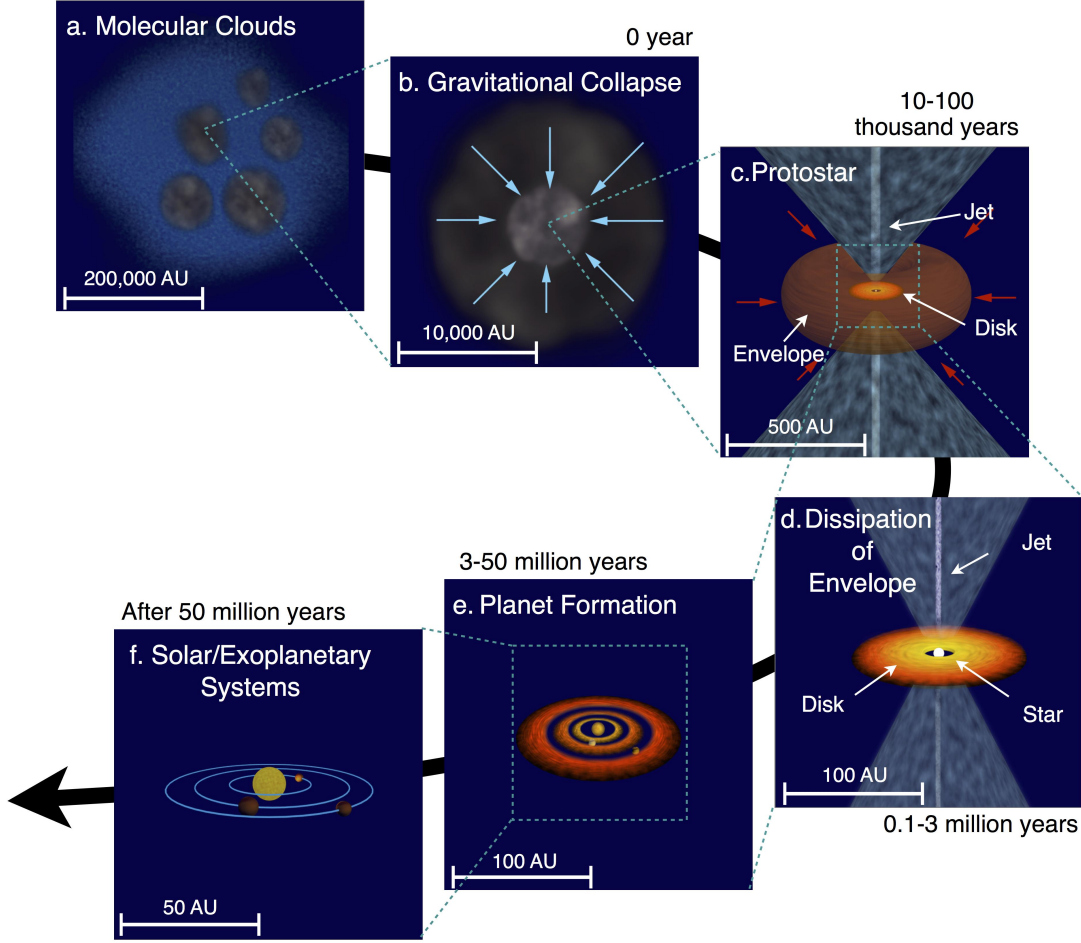 a. Molecular Clouds
200,000 AU
0 year
b. Gravitational Collapse
10,000 AU
10-100
thousand years
c.Protostar
Jet
Disk
Envelope
500 AU
d. Dissipation
of
Envelope
Jet
Disk
Star
100 AU
0.1-3 million years
3-50 million years
e. Planet Formation
100 AU
After 50 million years
f. Solar/Exoplanetary
Systems
50 AU